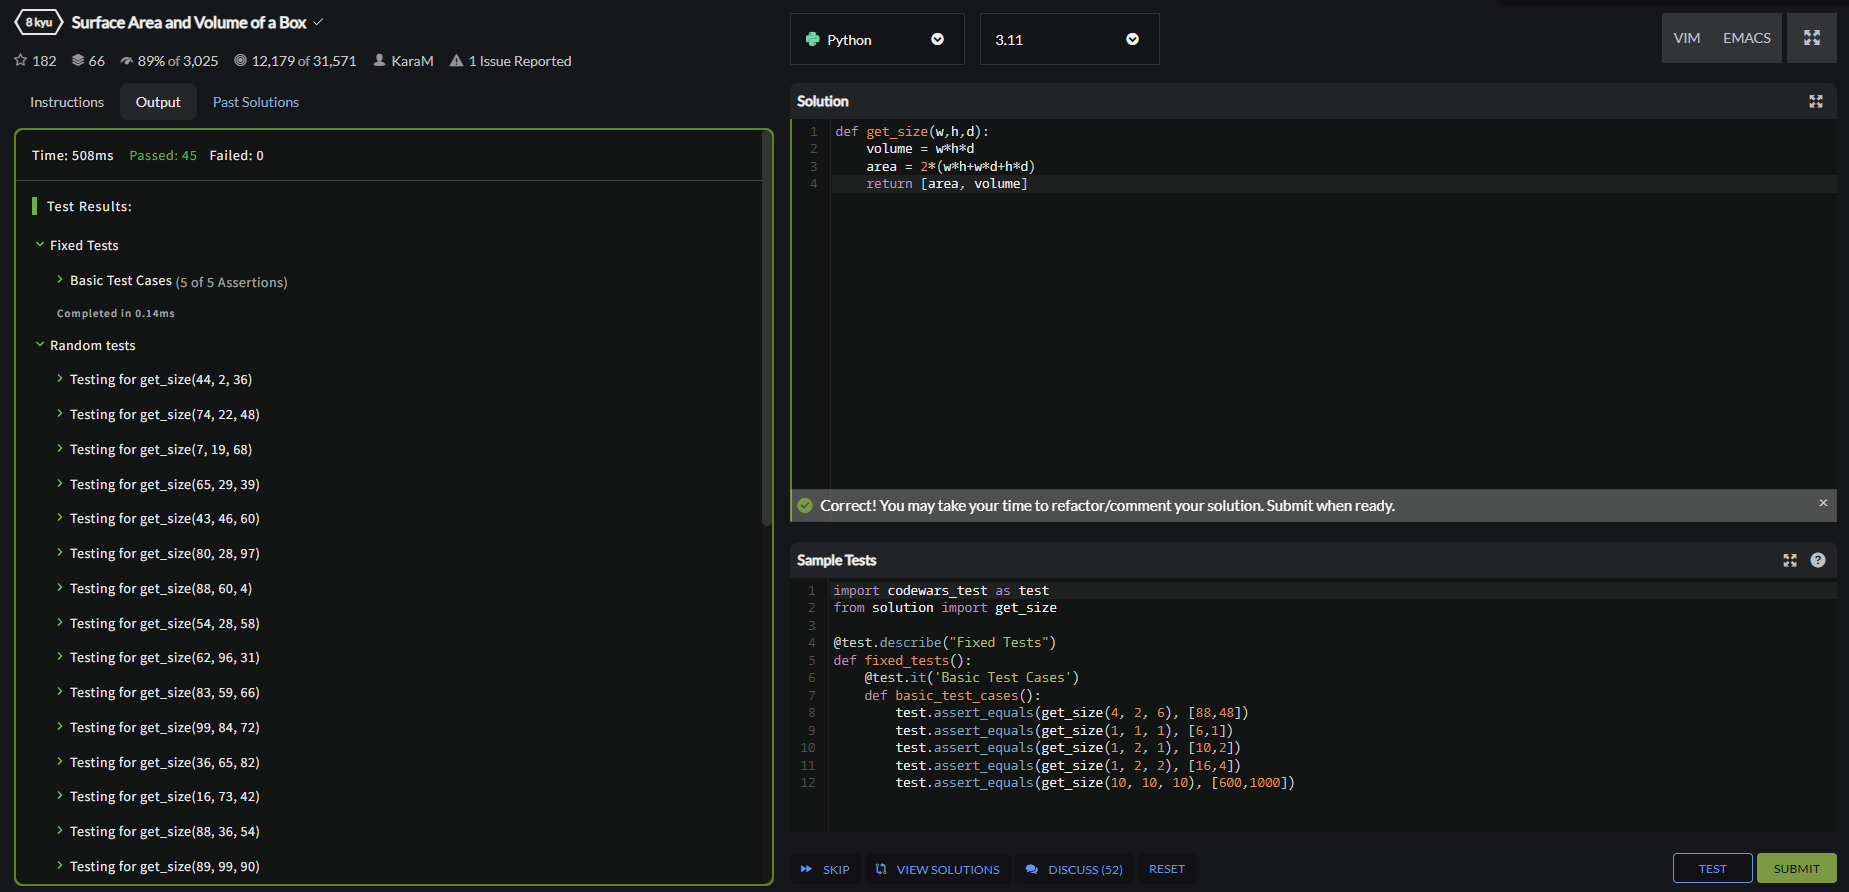 8 kyu Surface Area and Volume of a Box
182 66 89% of 3,025 12,179 of 31,571 KaraM 1 Issue Reported
Instructions Output Past Solutions
Time: 508ms Passed: 45 Failed: 0
Test Results:
Fixed Tests
Basic Test Cases (5 of 5 Assertions)
Completed in 0.14ms
Random tests
Testing for get_size(44, 2, 36)
Testing for get_size(74, 22, 48)
Testing for get_size(7, 19, 68)
Testing for get_size(65, 29, 39)
Testing for get_size(43, 46, 60)
Testing for get_size(80, 28, 97)
Testing for get_size(88, 60, 4)
Testing for get_size(54, 28, 58)
Testing for get_size(62, 96, 31)
Testing for get_size(83, 59, 66)
Testing for get_size(99, 84, 72)
Testing for get_size(36, 65, 82)
Testing for get_size(16, 73, 42)
Testing for get_size(88, 36, 54)
Testing for get_size(89, 99, 90)
Python 3.11 VIM EMACS
Solution
1 def get_size(w,h,d):
2     volume = w*h*d
3     area = 2*(w*h+w*d+h*d)
4     return [area, volume]
Correct! You may take your time to refactor/comment your solution. Submit when ready. ×
Sample Tests ?
1 import codewars_test as test
2 from solution import get_size
3
4 @test.describe("Fixed Tests")
5 def fixed_tests():
6     @test.it('Basic Test Cases')
7     def basic_test_cases():
8         test.assert_equals(get_size(4, 2, 6), [88,48])
9         test.assert_equals(get_size(1, 1, 1), [6,1])
10         test.assert_equals(get_size(1, 2, 1), [10,2])
11         test.assert_equals(get_size(1, 2, 2), [16,4])
12         test.assert_equals(get_size(10, 10, 10), [600,1000])
SKIP VIEW SOLUTIONS DISCUSS (52) RESET TEST SUBMIT